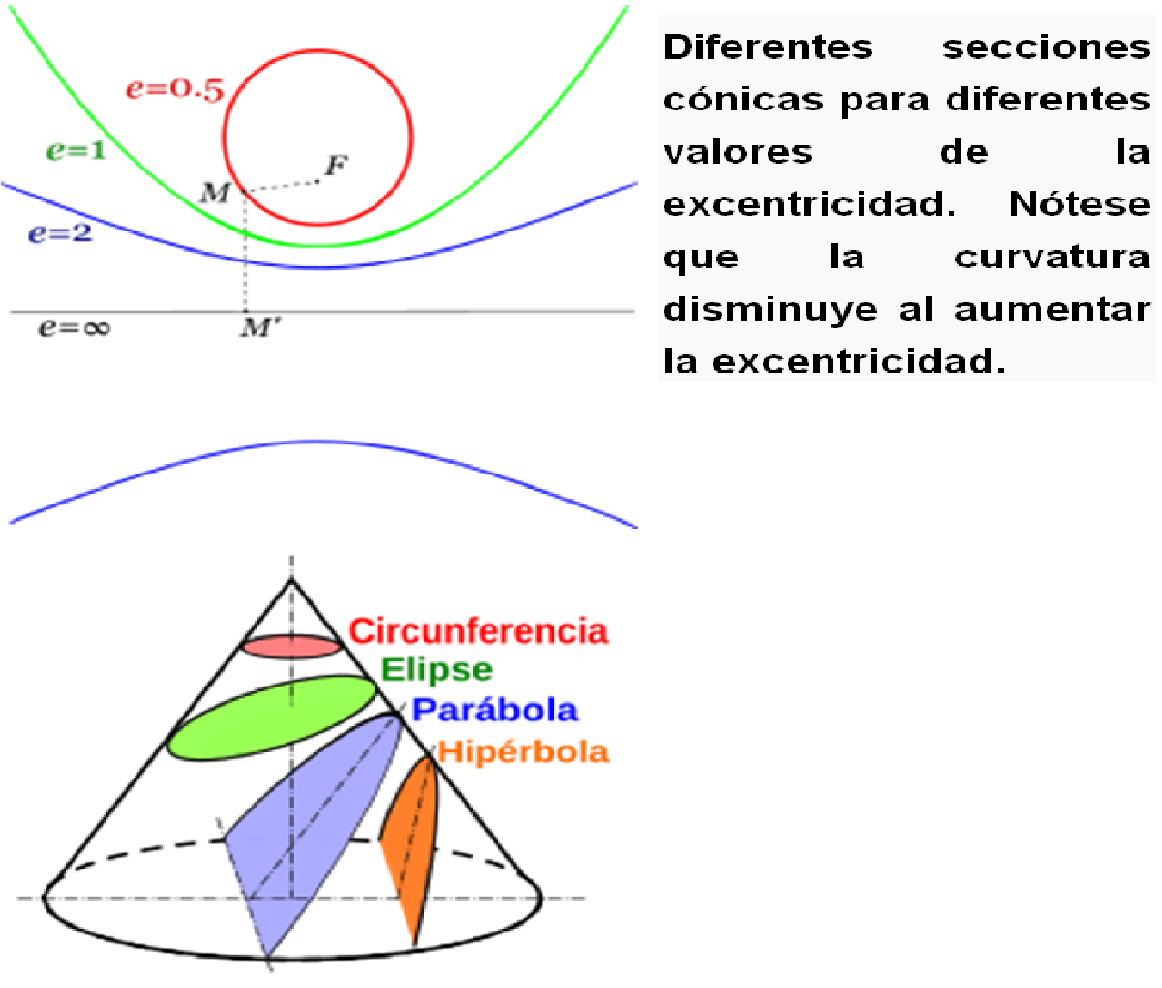 e=0.5
e=1
F
M
e=2
e=∞
M'
Diferentes secciones
cónicas para diferentes
valores de la
excentricidad. Nótese
que la curvatura
disminuye al aumentar
la excentricidad.
Circunferencia
Elipse
Parábola
Hipérbola